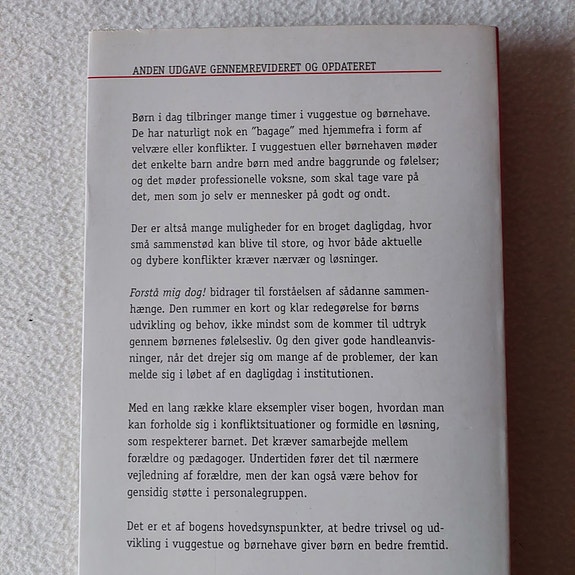 ANDEN UDGAVE GENNEMREVIDERET OG OPDATERET
Børn i dag tilbringer mange timer i vuggestue og børnehave.
De har naturligt nok en "bagage" med hjemmefra i form af
velvære eller konflikter. I vuggestuen eller børnehaven møder
det enkelte barn andre børn med andre baggrunde og følelser;
og det møder professionelle voksne, som skal tage vare på
det, men som jo selv er mennesker på godt og ondt.
Der er altså mange muligheder for en broget dagligdag, hvor
små sammenstød kan blive til store, og hvor både aktuelle
og dybere konflikter kræver nærvær og løsninger.
Forstå mig dog! bidrager til forståelsen af sådanne sammen-
hænge. Den rummer en kort og klar redegørelse for børns
udvikling og behov, ikke mindst som de kommer til udtryk
gennem børnenes følelsesliv. Og den giver gode handleanvis-
ninger, når det drejer sig om mange af de problemer, der kan
melde sig i løbet af en dagligdag i institutionen.
Med en lang række klare eksempler viser bogen, hvordan man
kan forholde sig i konfliktsituationer og formidle en løsning,
som respekterer barnet. Det kræver samarbejde mellem
forældre og pædagoger. Undertiden fører det til nærmere
vejledning af forældre, men der kan også være behov for
gensidig støtte i personalegruppen.
Det er et af bogens hovedsynspunkter, at bedre trivsel og ud-
vikling i vuggestue og børnehave giver børn en bedre fremtid.